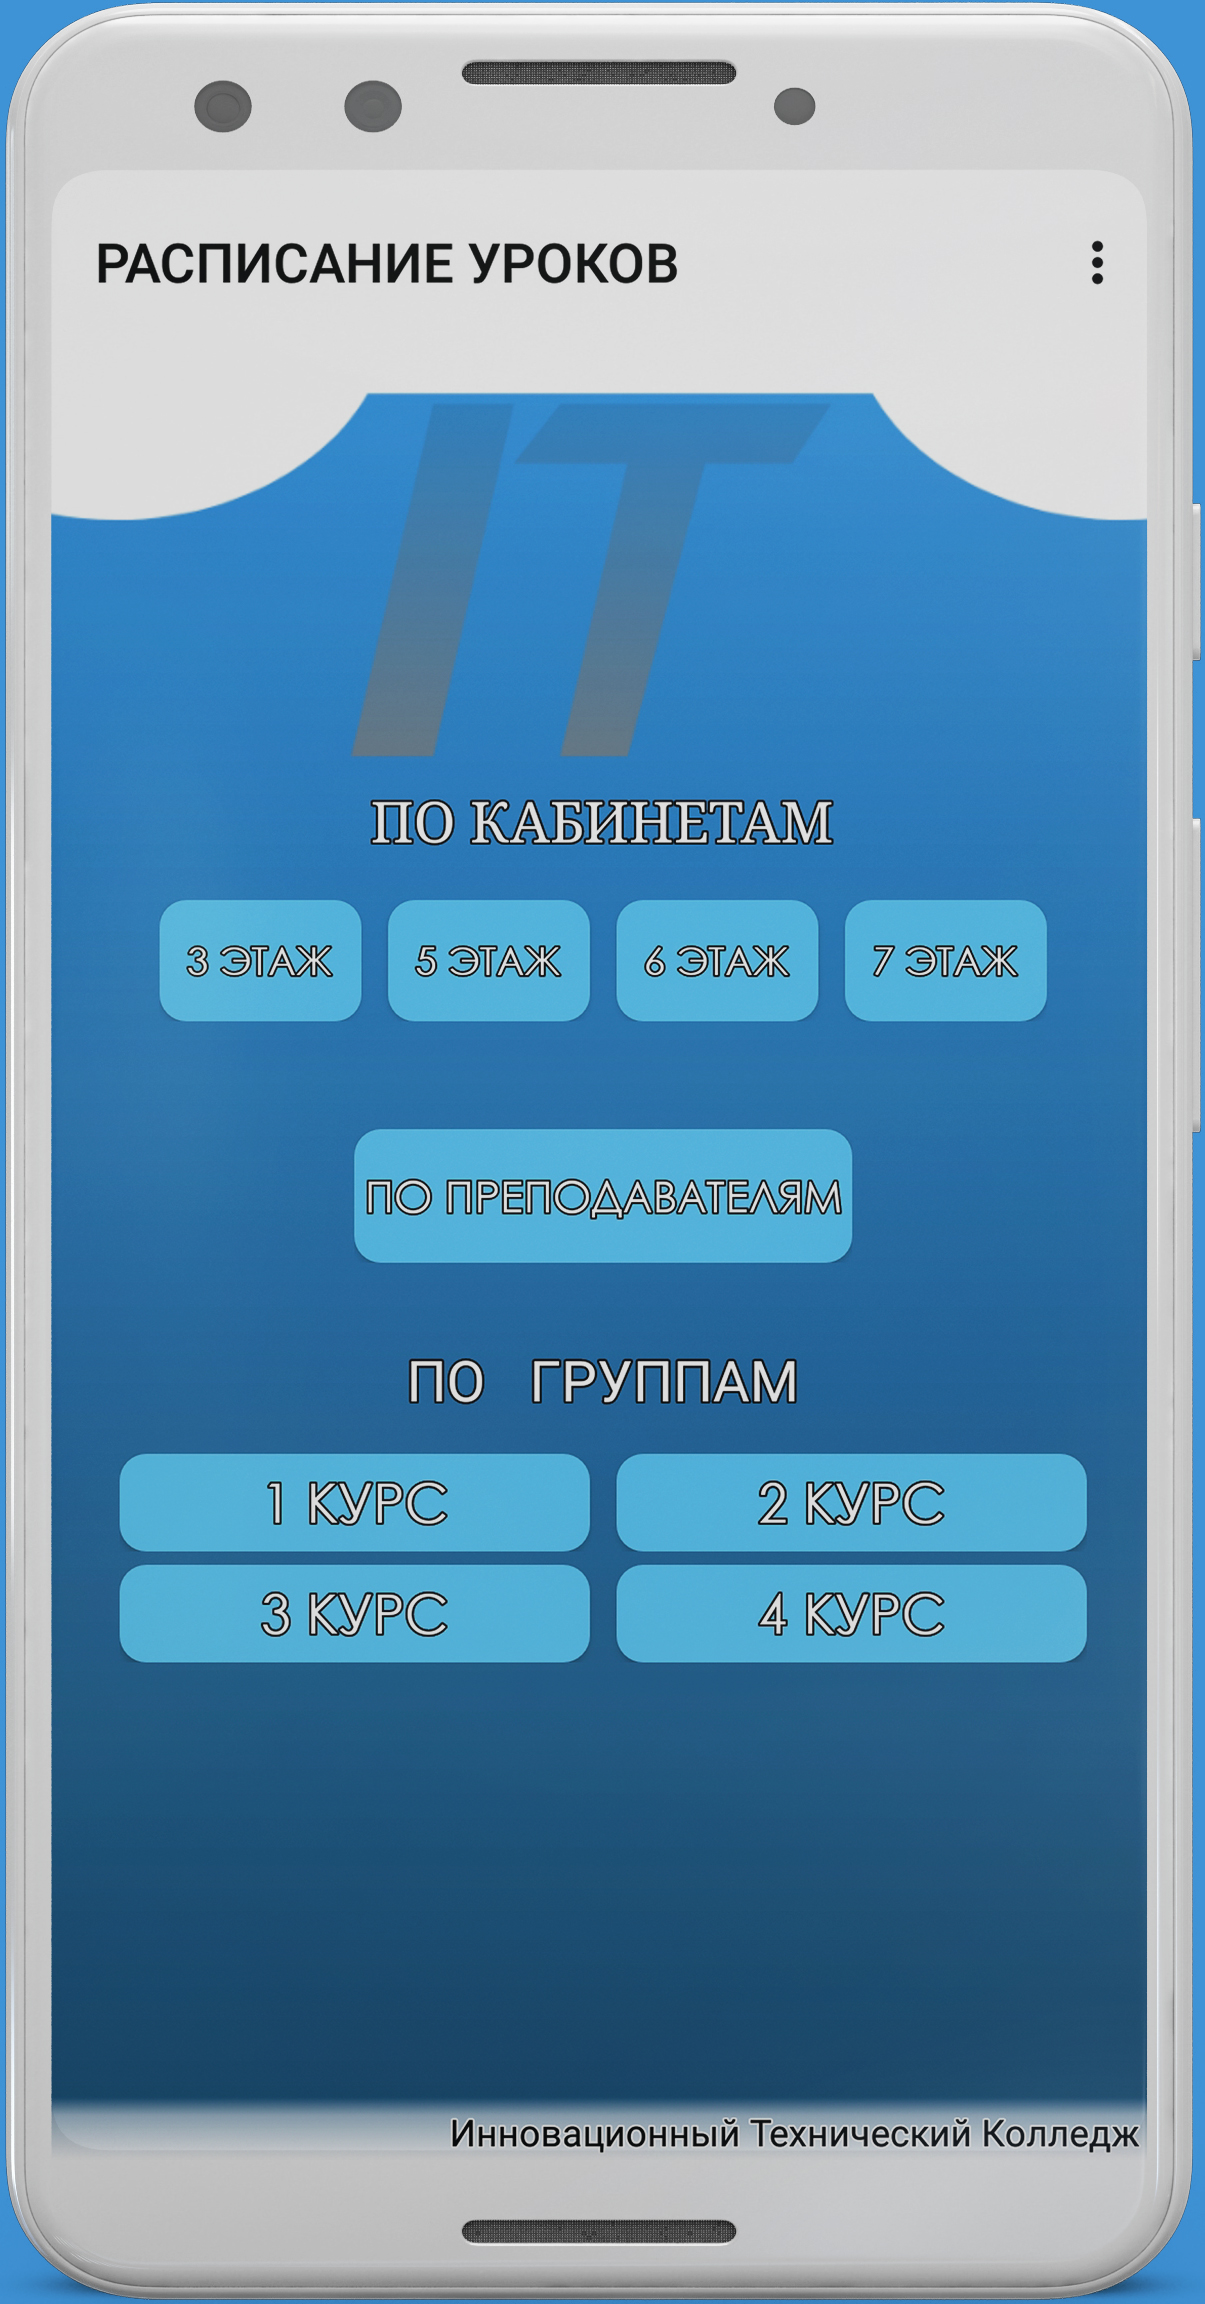 РАСПИСАНИЕ УРОКОВ
IT
ПО КАБИНЕТАМ
3 ЭТАЖ 5 ЭТАЖ 6 ЭТАЖ 7 ЭТАЖ
ПО ПРЕПОДАВАТЕЛЯМ
ПО ГРУППАМ
1 КУРС 2 КУРС
3 КУРС 4 КУРС
Инновационный Технический Колледж